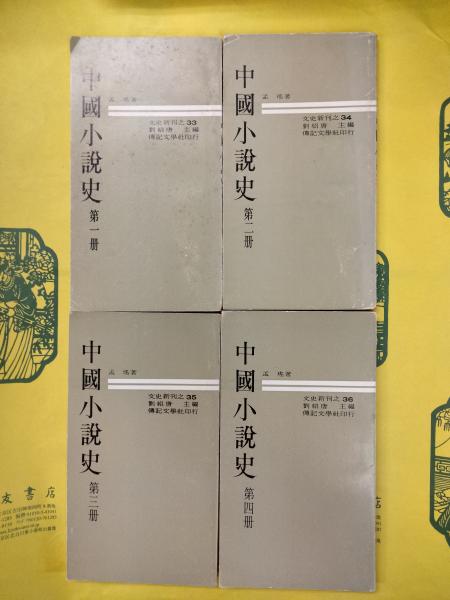 中國小說史
第一册
孟瑤著
文史新刊之33
劉紹唐 主編
傳記文學社印行
中國小說史
第二册
孟瑤著
文史新刊之34
劉紹唐 主編
傳記文學社印行
中國小說史
第三册
孟瑤著
文史新刊之35
劉紹唐 主編
傳記文學社印行
中國小說史
第四册
孟瑤著
文史新刊之36
劉紹唐 主編
傳記文學社印行
友書店
店